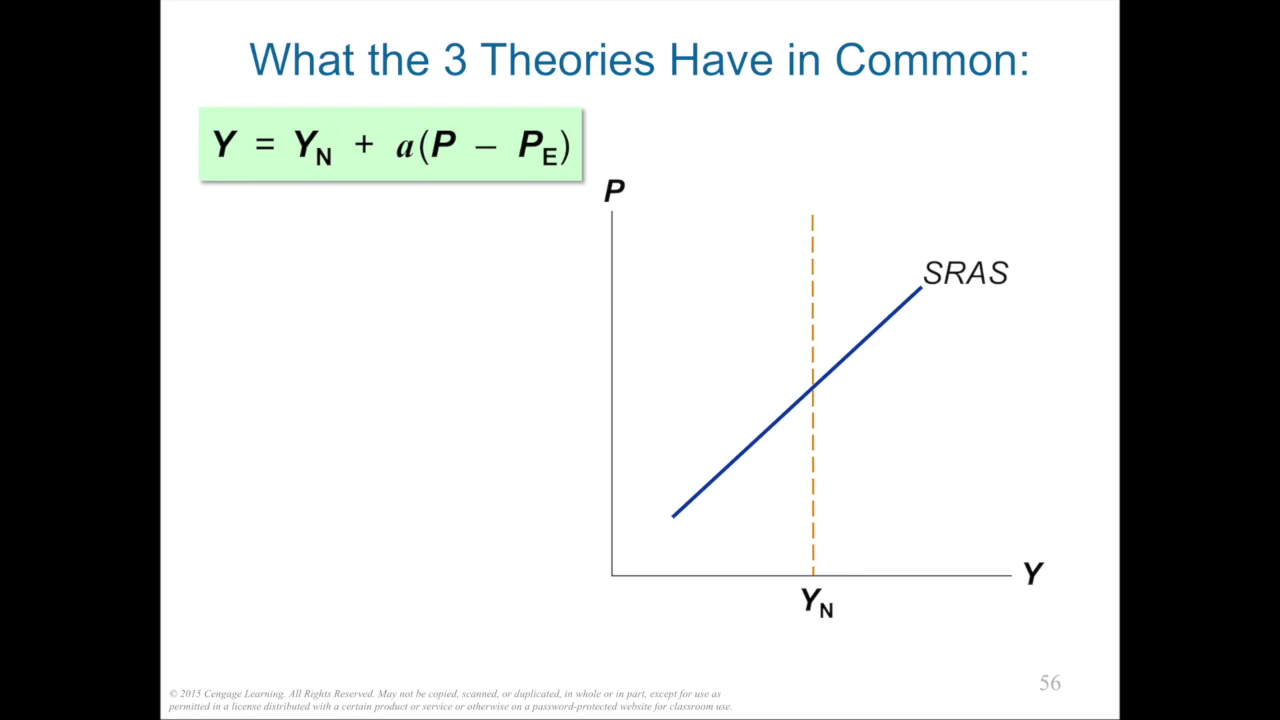 What the 3 Theories Have in Common:
Y = YN + a(P – PE)
P
SRAS
Y
YN
© 2015 Cengage Learning. All Rights Reserved. May not be copied, scanned, or duplicated, in whole or in part, except for use as
permitted in a license distributed with a certain product or service or otherwise on a password-protected website for classroom use.
56